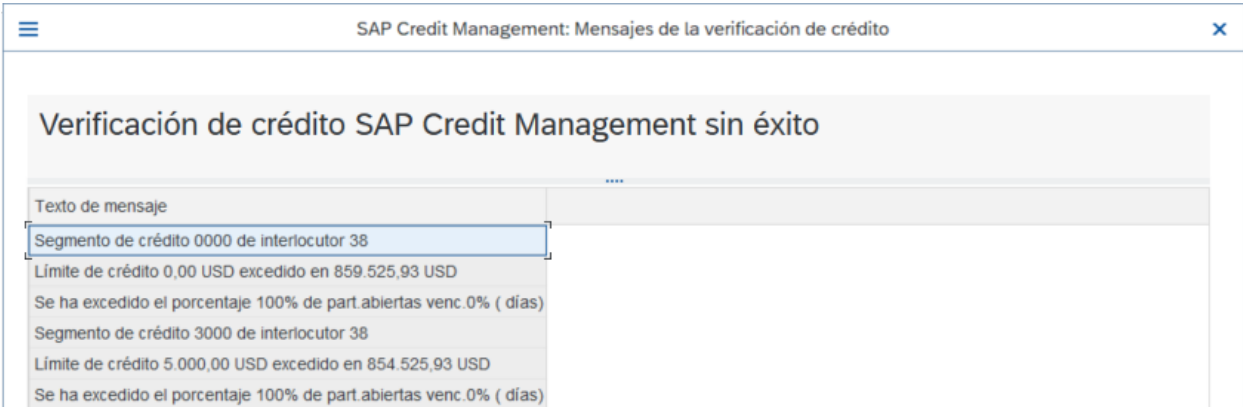 SAP Credit Management: Mensajes de la verificación de crédito
Verificación de crédito SAP Credit Management sin éxito
Texto de mensaje
Segmento de crédito 0000 de interlocutor 38
Límite de crédito 0,00 USD excedido en 859.525,93 USD
Se ha excedido el porcentaje 100% de part.abiertas venc.0% ( días)
Segmento de crédito 3000 de interlocutor 38
Límite de crédito 5.000,00 USD excedido en 854.525,93 USD
Se ha excedido el porcentaje 100% de part.abiertas venc.0% ( días)